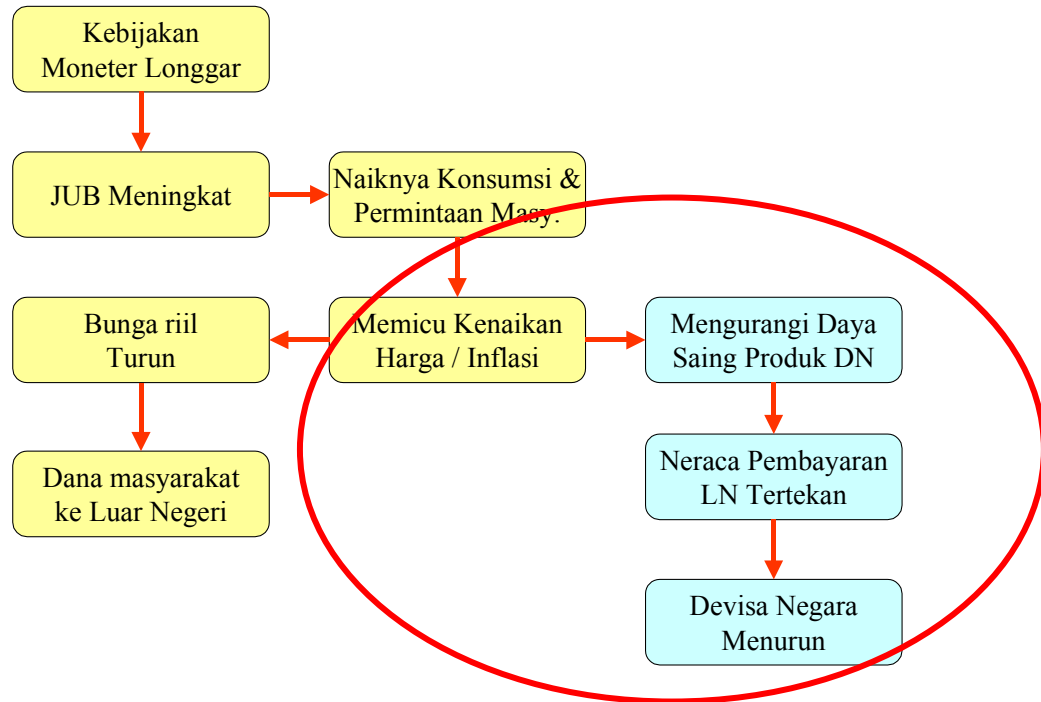 Kebijakan
Moneter Longgar
JUB Meningkat
Naiknya Konsumsi &
Permintaan Masy.
Bunga riil
Turun
Memicu Kenaikan
Harga / Inflasi
Mengurangi Daya
Saing Produk DN
Dana masyarakat
ke Luar Negeri
Neraca Pembayaran
LN Tertekan
Devisa Negara
Menurun